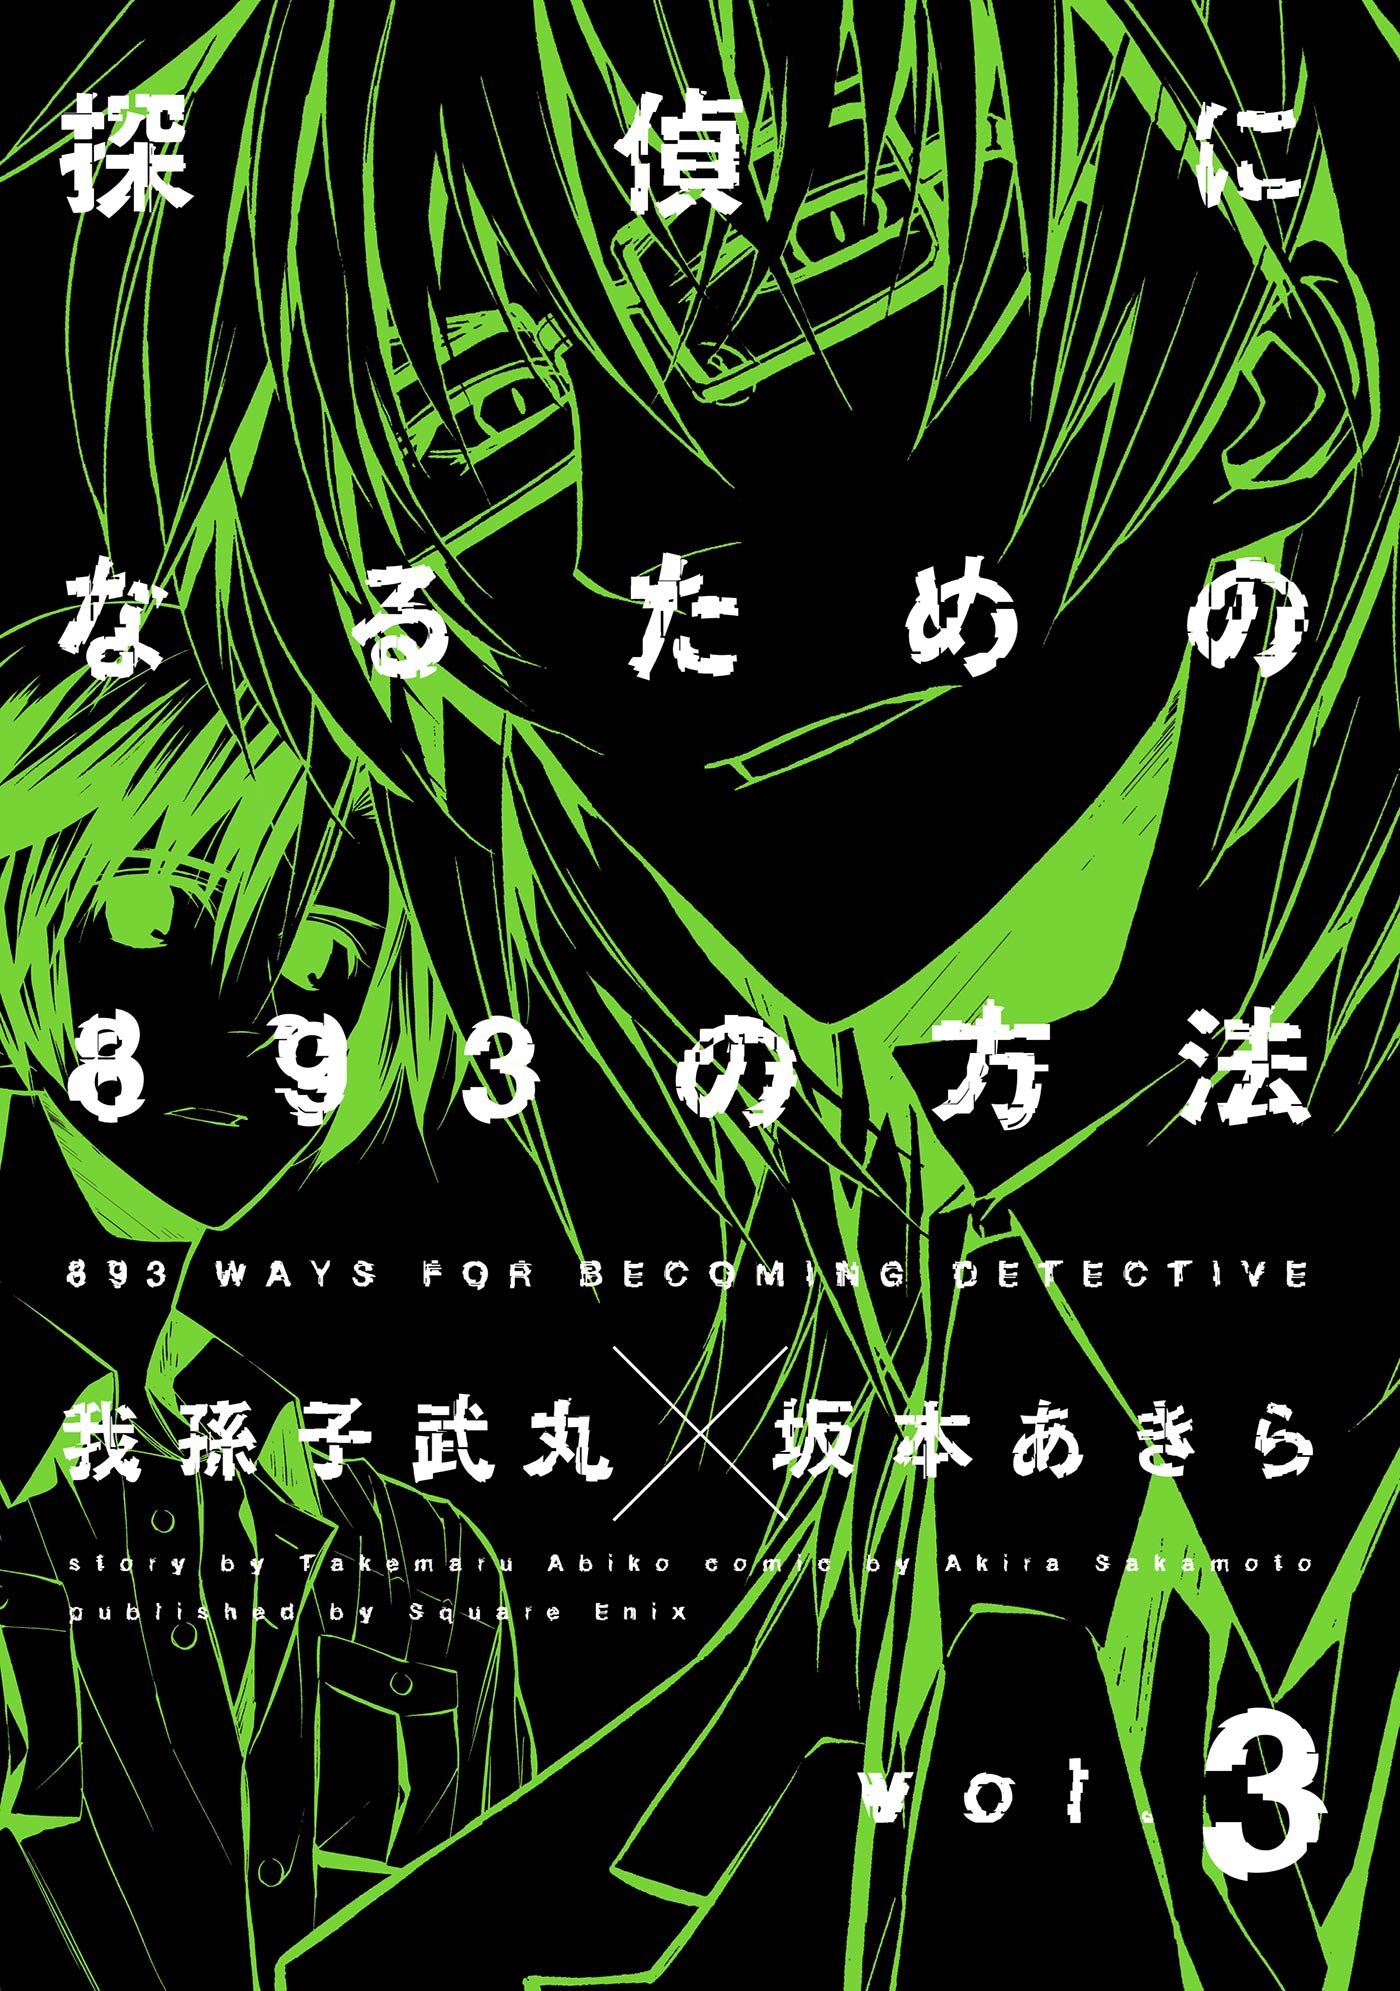 探偵に
なるための
893の方法
893 WAYS FOR BECOMING DETECTIVE
我孫子武丸×坂本あきら
story by Takemaru Abiko comic by Akira Sakamoto
published by Square Enix
vol.3